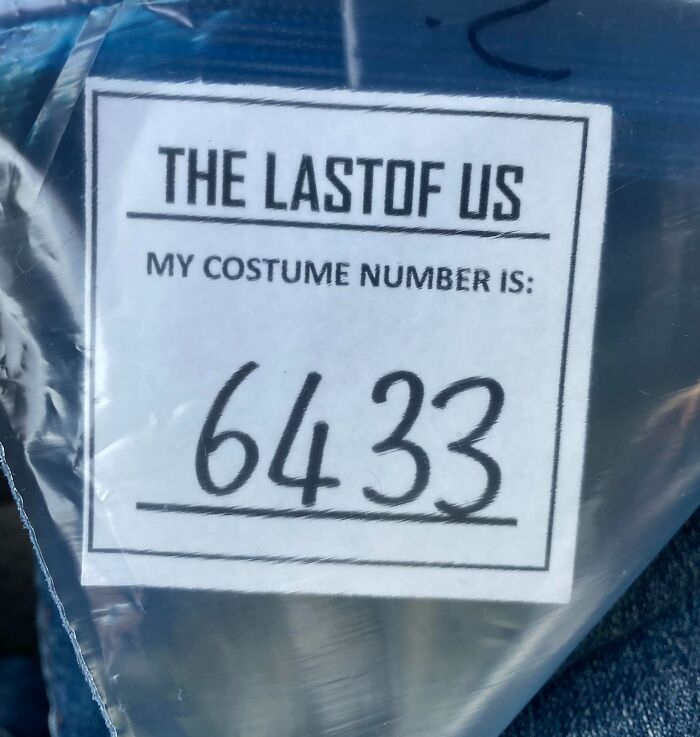 THE LASTOF US
MY COSTUME NUMBER IS:
6433